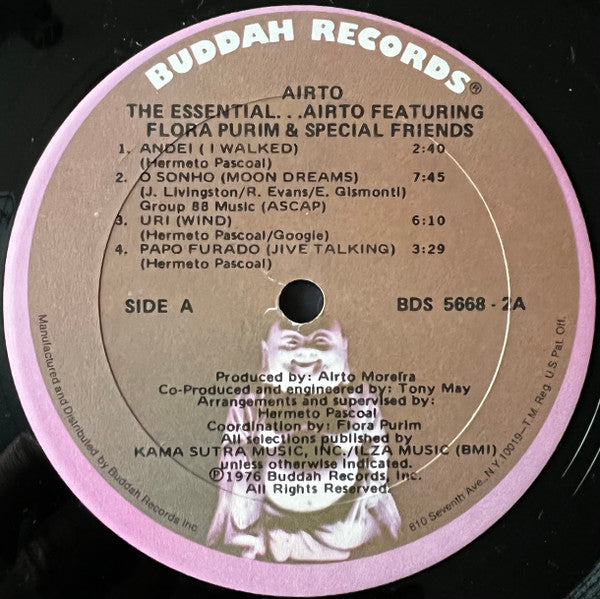 BUDDAH RECORDS®
AIRTO
THE ESSENTIAL. . .AIRTO FEATURING
FLORA PURIM & SPECIAL FRIENDS
1. ANDEI ( I WALKED) 2:40
(Hermeto Pascoal)
2. O SONHO (MOON DREAMS) 7:45
(J. Livingston/R. Evans/E. Gismonti)
Group 88 Music (ASCAP)
3. URI (WIND) 6:10
(Hermeto Pascoal/Googie)
4. PAPO FURADO (JIVE TALKING) 3:29
(Hermeto Pascoal)
SIDE A
BDS 5668 - 2A
Produced by: Airto Moreira
Co-Produced and engineered by: Tony May
Arrangements and supervised by:
Hermeto Pascoal
Coordination by: Flora Purim
All selections published by
KAMA SUTRA MUSIC, INC./ILZA MUSIC (BMI)
unless otherwise indicated.
℗1976 Buddah Records, Inc.
All Rights Reserved.
Manufactured and Distributed by Buddah Records Inc.
810 Seventh Ave., N.Y. 10019—T.M. Reg. U.S. Pat. Off.